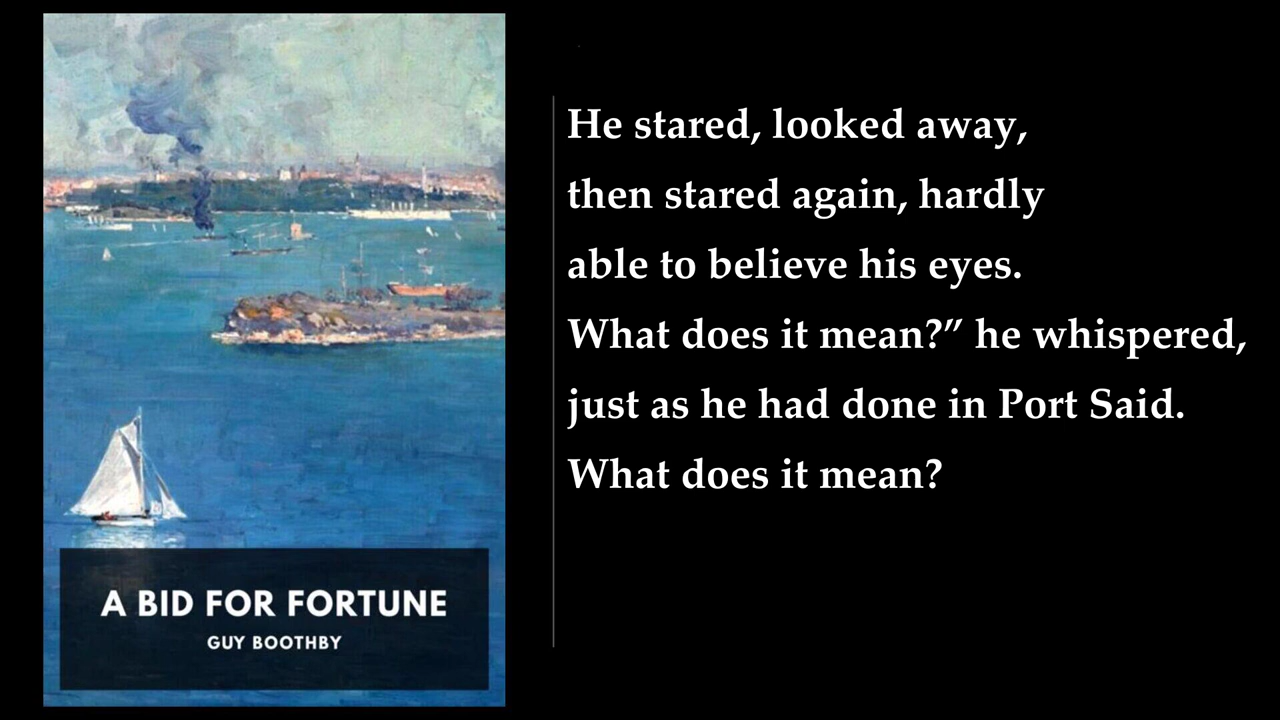 He stared, looked away,
then stared again, hardly
able to believe his eyes.
What does it mean?” he whispered,
just as he had done in Port Said.
What does it mean?
A BID FOR FORTUNE
GUY BOOTHBY